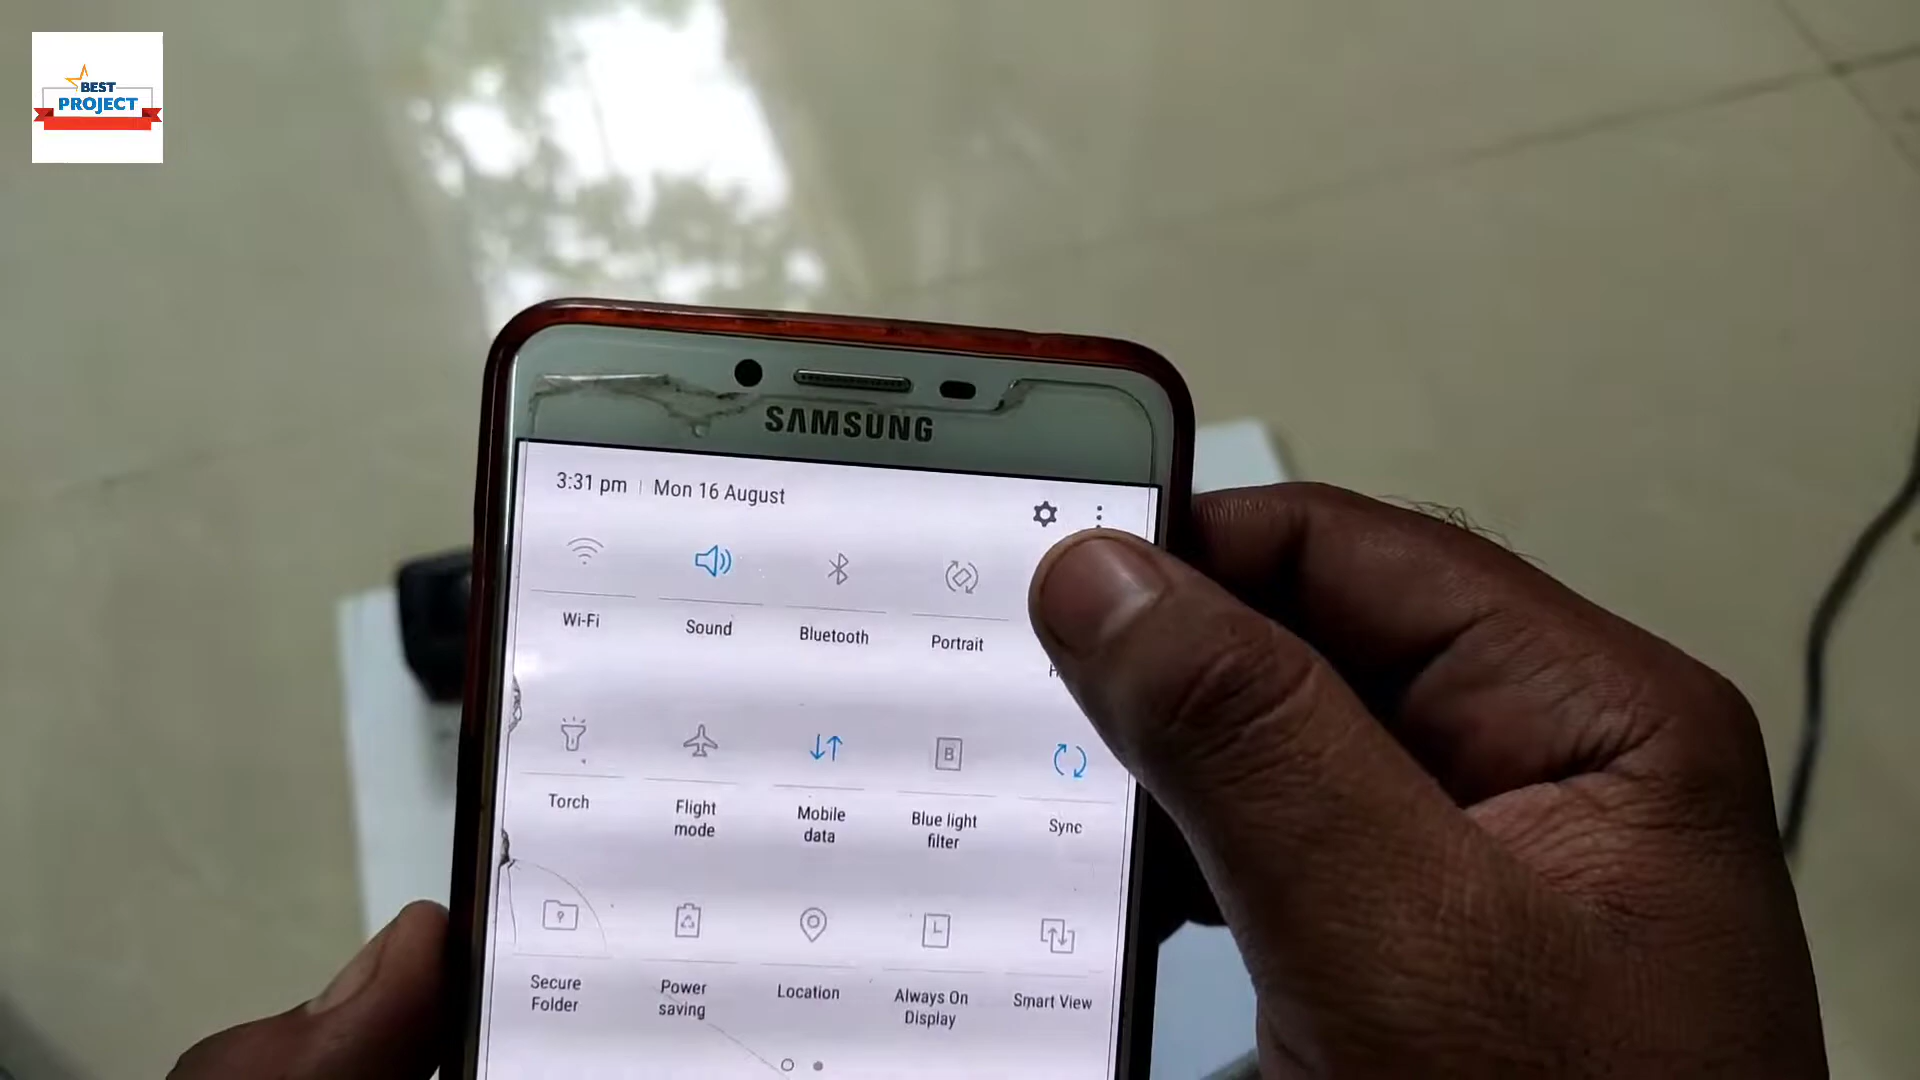 BEST
PROJECT
SAMSUNG
3:31 pm | Mon 16 August
Wi-Fi
Sound
Bluetooth
Portrait
Torch
Flight
mode
Mobile
data
B
Blue light
filter
Sync
Secure
Folder
Power
saving
Location
Always On
Display
Smart View